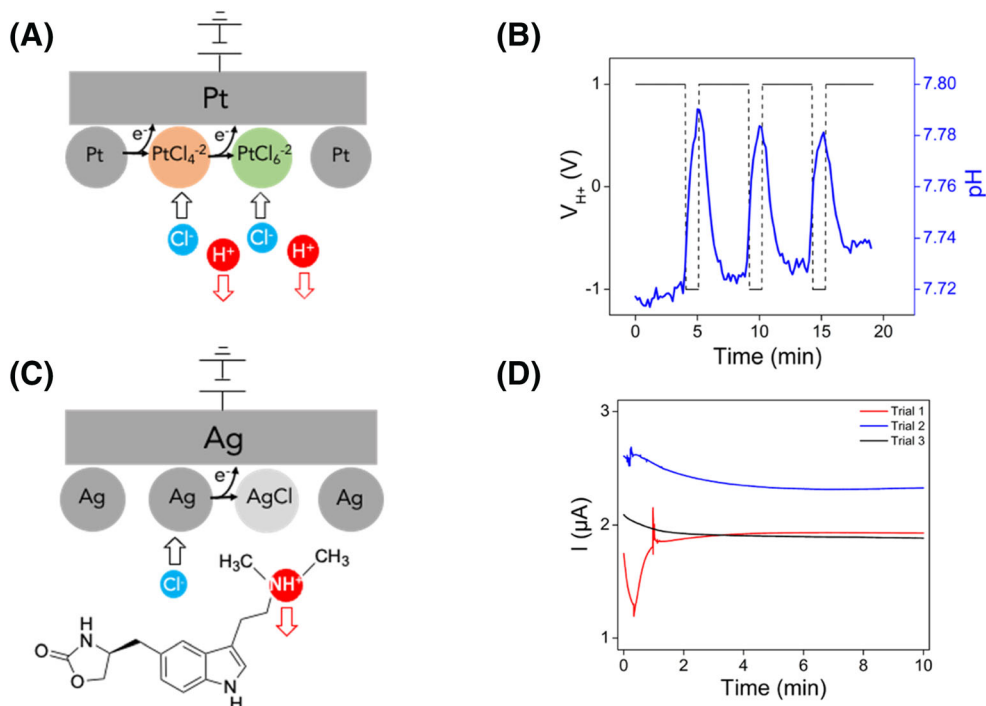 (A)
Pt
e-
e-
Pt
PtCl₄⁻²
PtCl₆⁻²
Pt
Cl⁻
Cl⁻
H⁺
H⁺
(B)
V_H+ (V)
1
0
-1
7.80
7.78
7.76
7.74
7.72
pH
0
5
10
15
20
Time (min)
(C)
Ag
e-
Ag
Ag
AgCl
Ag
Cl⁻
H₃C
CH₃
NH⁺
H
N
O
O
N
H
(D)
I (µA)
3
2
1
Trial 1
Trial 2
Trial 3
0
2
4
6
8
10
Time (min)